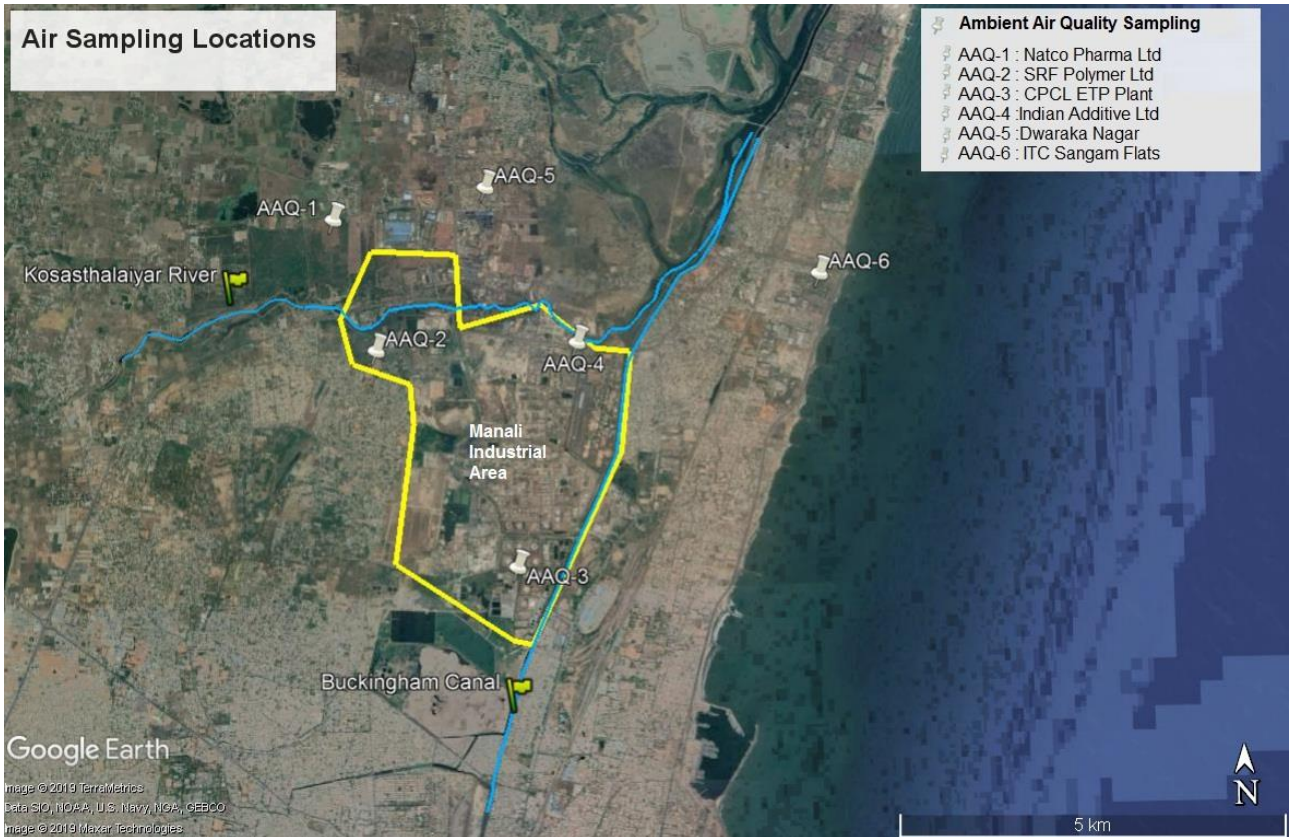 Air Sampling Locations
Ambient Air Quality Sampling
AAQ-1 : Natco Pharma Ltd
AAQ-2 : SRF Polymer Ltd
AAQ-3 : CPCL ETP Plant
AAQ-4 :Indian Additive Ltd
AAQ-5 :Dwaraka Nagar
AAQ-6 : ITC Sangam Flats
AAQ-5
AAQ-1
AAQ-6
Kosasthalaiyar River
AAQ-2
AAQ-4
Manali
Industrial
Area
AAQ-3
Buckingham Canal
Google Earth
Image © 2019 TerraMetrics
Data SIO, NOAA, U.S. Navy, NGA, GEBCO
Image © 2019 Maxar Technologies
N
5 km